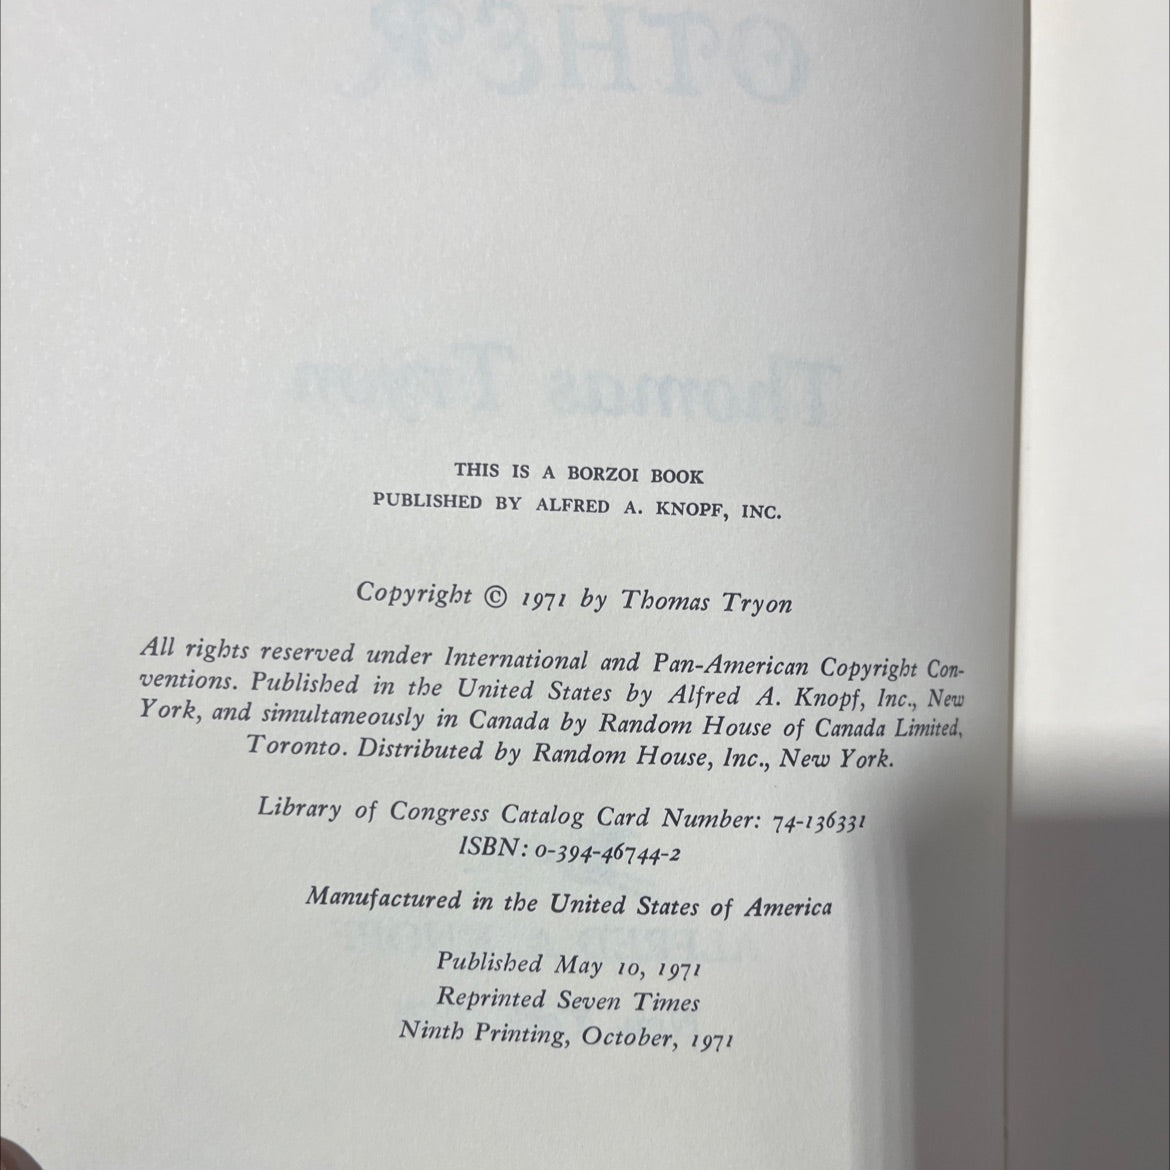 OTHER
Thomas Tryon
THIS IS A BORZOI BOOK
PUBLISHED BY ALFRED A. KNOPF, INC.
Copyright © 1971 by Thomas Tryon
All rights reserved under International and Pan-American Copyright Con-
ventions. Published in the United States by Alfred A. Knopf, Inc., New
York, and simultaneously in Canada by Random House of Canada Limited,
Toronto. Distributed by Random House, Inc., New York.
Library of Congress Catalog Card Number: 74-136331
ISBN: 0-394-46744-2
Manufactured in the United States of America
Published May 10, 1971
Reprinted Seven Times
Ninth Printing, October, 1971